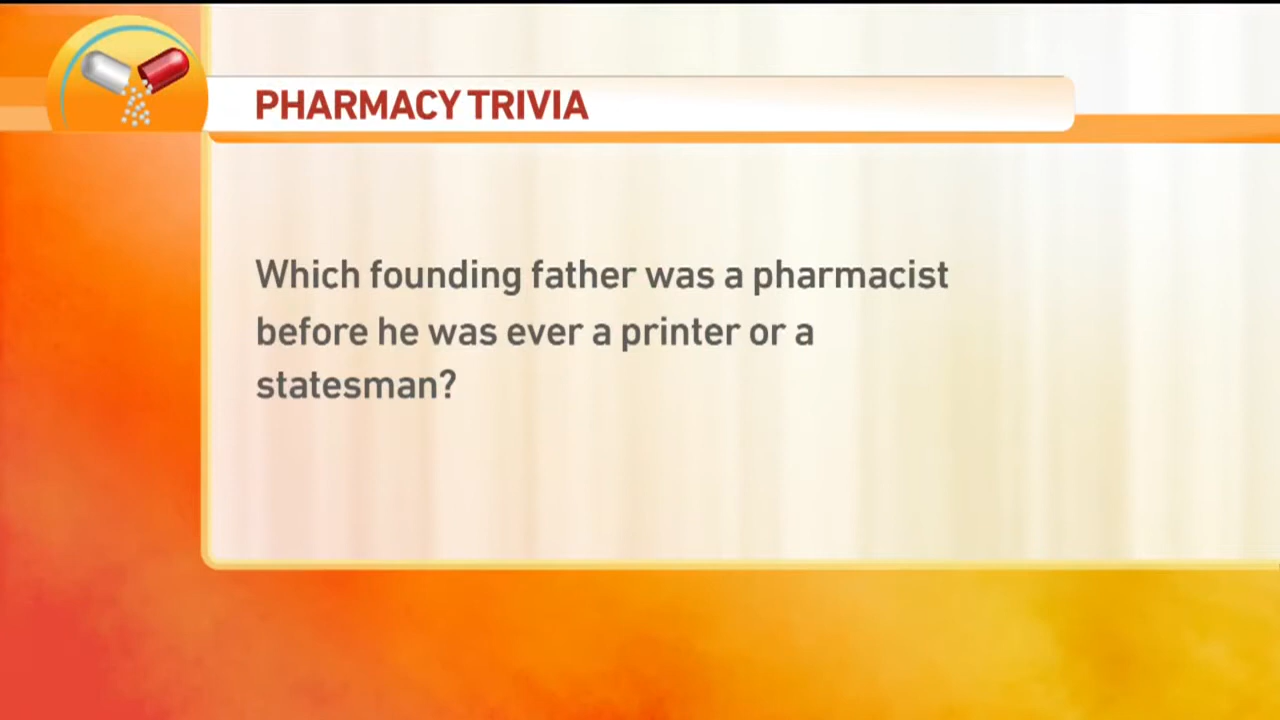 PHARMACY TRIVIA
Which founding father was a pharmacist
before he was ever a printer or a
statesman?